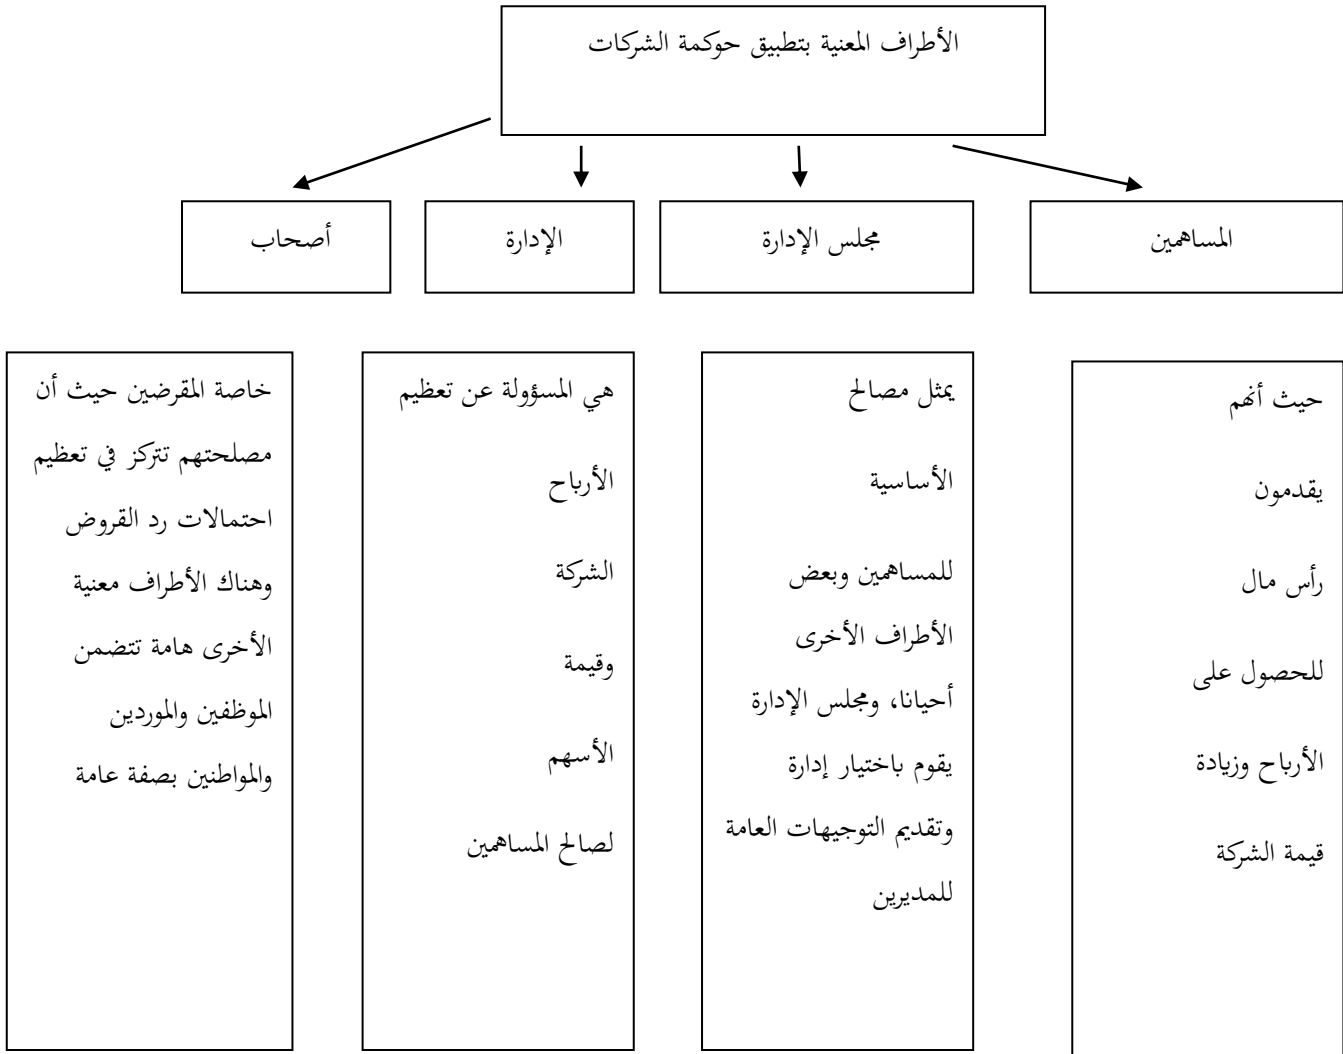 الأطراف المعنية بتطبيق حوكمة الشركات
المساهمين
مجلس الإدارة
الإدارة
أصحاب
حيث أنهم
يقدمون
رأس مال
للحصول على
الأرباح وزيادة
قيمة الشركة
يمثل مصالح
الأساسية
للمساهمين وبعض
الأطراف الأخرى
أحيانا، ومجلس الإدارة
يقوم باختيار إدارة
وتقديم التوجيهات العامة
للمديرين
هي المسؤولة عن تعظيم
الأرباح
الشركة
وقيمة
الأسهم
لصالح المساهمين
خاصة المقرضين حيث أن
مصلحتهم تتركز في تعظيم
احتمالات رد القروض
وهناك الأطراف معنية
الأخرى هامة تتضمن
الموظفين والموردين
والمواطنين بصفة عامة